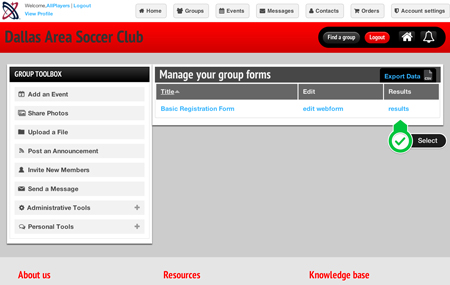 Welcome,AllPlayers | Logout
View Profile
Home Groups Events Messages Contacts Orders Account settings
Dallas Area Soccer Club
Find a group Logout
GROUP TOOLBOX
Add an Event
Share Photos
Upload a File
Post an Announcement
Invite New Members
Send a Message
Administrative Tools +
Personal Tools +
Manage your group forms
Export Data
Title Edit Results
Basic Registration Form edit webform results
Select
About us Resources Knowledge base